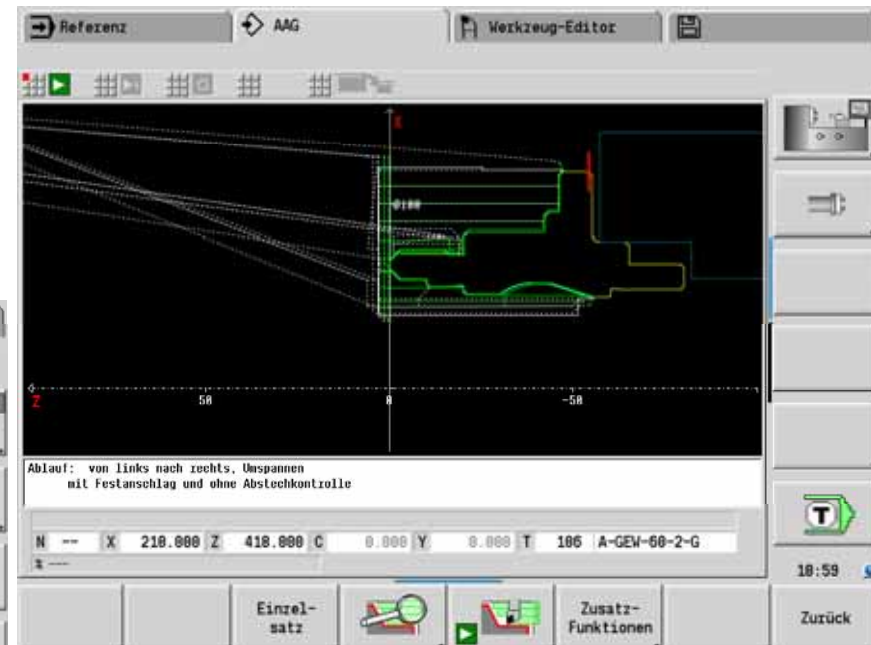 Referenz
AAG
Werkzeug-Editor
X
Ø100
Z
50
0
-50
Ablauf: von links nach rechts, Umspannen
mit Festanschlag und ohne Abstechkontrolle
N -- X 210.000 Z 410.000 C 0.000 Y 0.000 T 106 A-GEW-60-2-G
% ---
T
10:59
Einzel-
satz
Zusatz-
Funktionen
Zurück